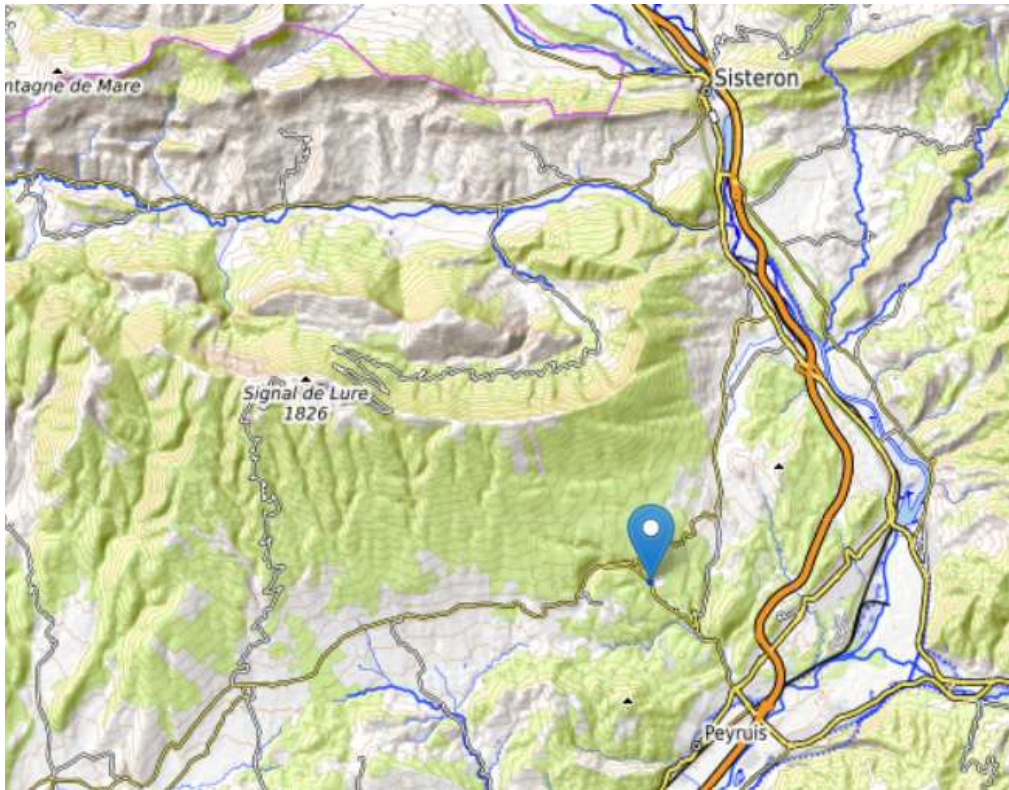 Sisteron
ntagne de Mare
Signal de Lure
1826
Peyruis